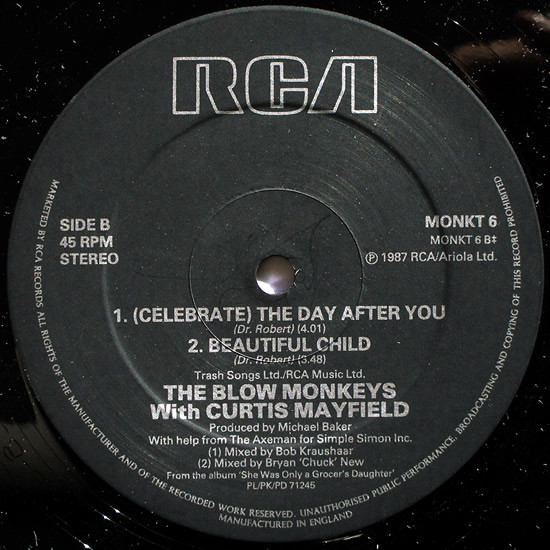 RCA
SIDE B
45 RPM
STEREO
MONKT 6
MONKT 6 B‡
Ⓟ 1987 RCA/Ariola Ltd.
1. (CELEBRATE) THE DAY AFTER YOU
(Dr. Robert) (4.01)
2. BEAUTIFUL CHILD
(Dr. Robert) (3.48)
Trash Songs Ltd./RCA Music Ltd.
THE BLOW MONKEYS
With CURTIS MAYFIELD
Produced by Michael Baker
With help from The Axeman for Simple Simon Inc.
(1) Mixed by Bob Kraushaar
(2) Mixed by Bryan 'Chuck' New
From the album 'She Was Only a Grocer's Daughter'
PL/PK/PD 71245
MARKETED BY RCA RECORDS ALL RIGHTS OF THE MANUFACTURER AND OF THE RECORDED WORK RESERVED. UNAUTHORISED PUBLIC PERFORMANCE, BROADCASTING AND COPYING OF THIS RECORD PROHIBITED
MANUFACTURED IN ENGLAND